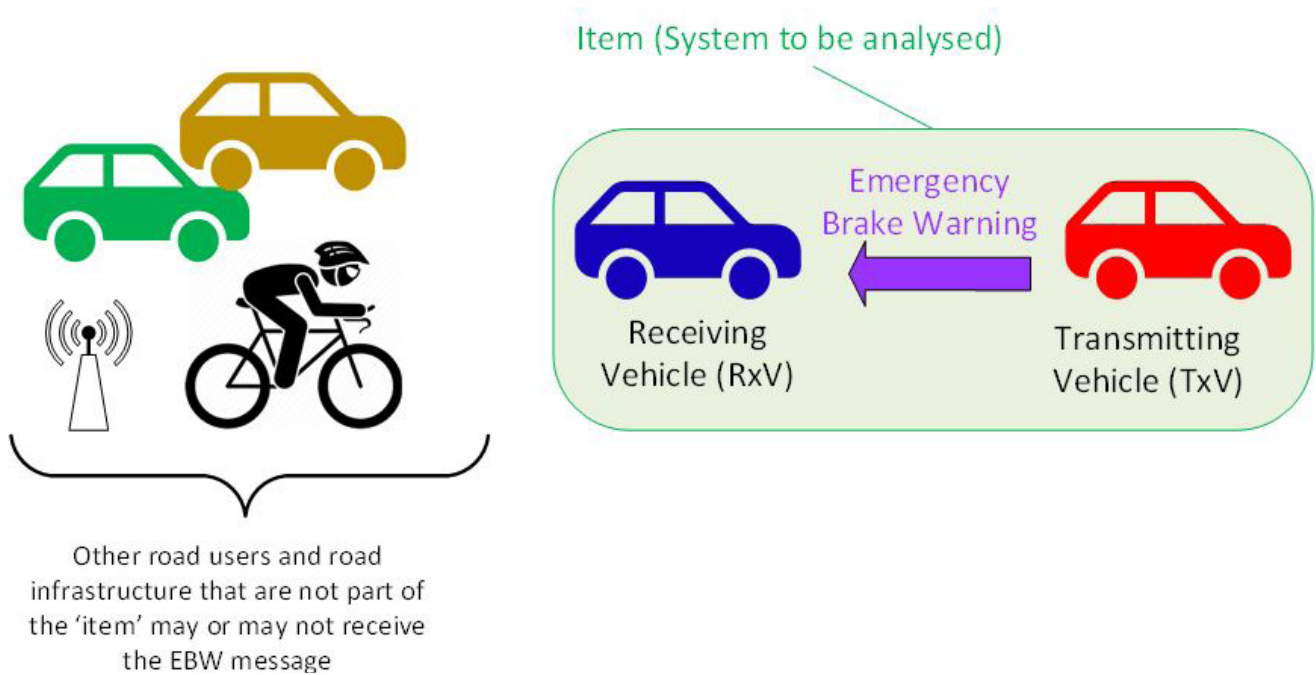 Item (System to be analysed)
Emergency
Brake Warning
Receiving
Vehicle (RxV)
Transmitting
Vehicle (TxV)
Other road users and road
infrastructure that are not part of
the ‘item’ may or may not receive
the EBW message